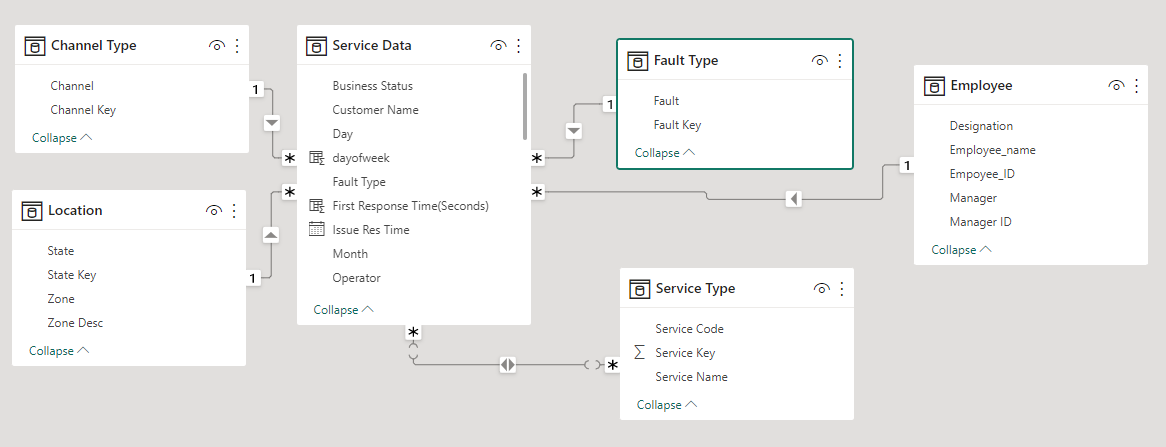 Channel Type
Channel
Channel Key
Collapse
1
*
Location
State
State Key
Zone
Zone Desc
Collapse
1
*
Service Data
Business Status
Customer Name
Day
dayofweek
Fault Type
First Response Time(Seconds)
Issue Res Time
Month
Operator
Collapse
*
*
*
Fault Type
Fault
Fault Key
Collapse
1
Employee
Designation
Employee_name
Empoyee_ID
Manager
Manager ID
Collapse
1
Service Type
Service Code
Σ Service Key
Service Name
Collapse
*